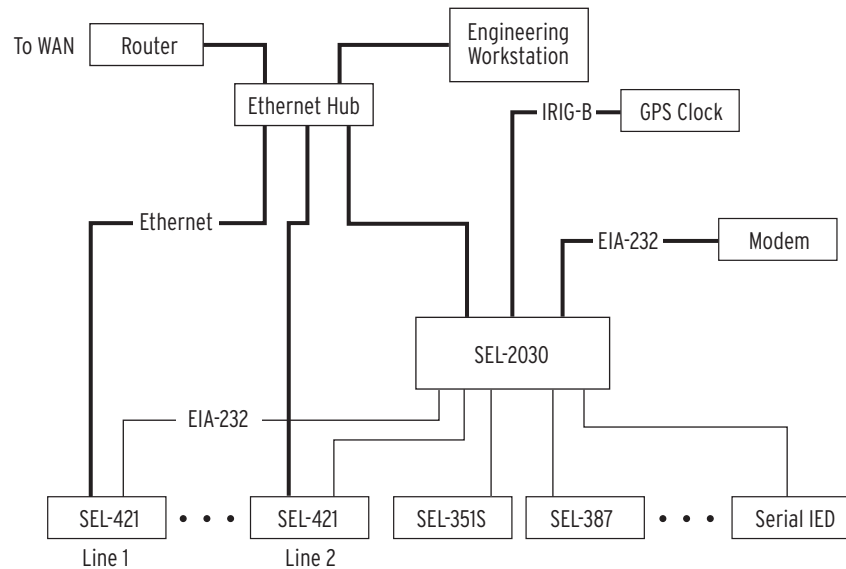 To WAN
Router
Engineering
Workstation
Ethernet Hub
IRIG-B
GPS Clock
Ethernet
EIA-232
Modem
SEL-2030
EIA-232
SEL-421
SEL-421
SEL-351S
SEL-387
Serial IED
Line 1
Line 2